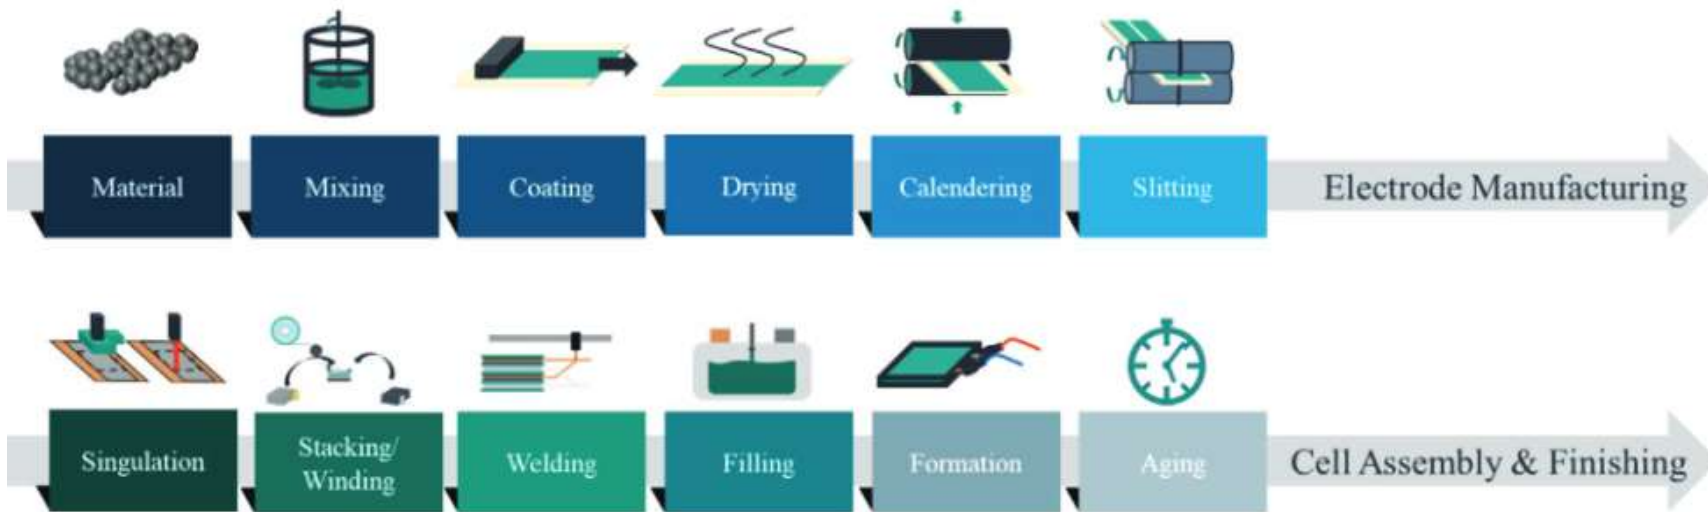 Material
Mixing
Coating
Drying
Calendering
Slitting
Electrode Manufacturing
Singulation
Stacking/
Winding
Welding
Filling
Formation
Aging
Cell Assembly & Finishing